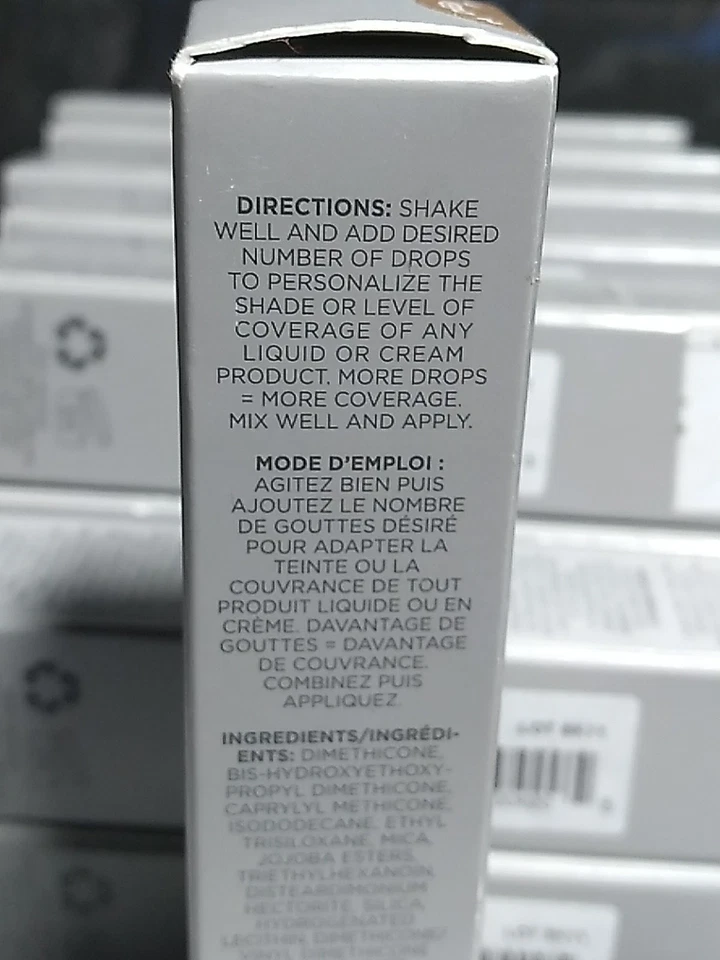 DIRECTIONS: SHAKE
WELL AND ADD DESIRED
NUMBER OF DROPS
TO PERSONALIZE THE
SHADE OR LEVEL OF
COVERAGE OF ANY
LIQUID OR CREAM
PRODUCT. MORE DROPS
= MORE COVERAGE.
MIX WELL AND APPLY.
MODE D'EMPLOI :
AGITEZ BIEN PUIS
AJOUTEZ LE NOMBRE
DE GOUTTES DÉSIRÉ
POUR ADAPTER LA
TEINTE OU LA
COUVRANCE DE TOUT
PRODUIT LIQUIDE OU EN
CRÈME. DAVANTAGE DE
GOUTTES = DAVANTAGE
DE COUVRANCE.
COMBINEZ PUIS
APPLIQUEZ.
INGREDIENTS/INGRÉDI-
ENTS: DIMETHICONE,
BIS-HYDROXYETHOXY-
PROPYL DIMETHICONE,
CAPRYLYL METHICONE,
ISODODECANE, ETHYL
TRISILOXANE, MICA,
JOJOBA ESTERS,
TRIETHYLHEXANOIN,
DISTEARDIMONIUM
HECTORITE, SILICA,
HYDROGENATED
LECITHIN, DIMETHICONE/
VINYL DIMETHICONE